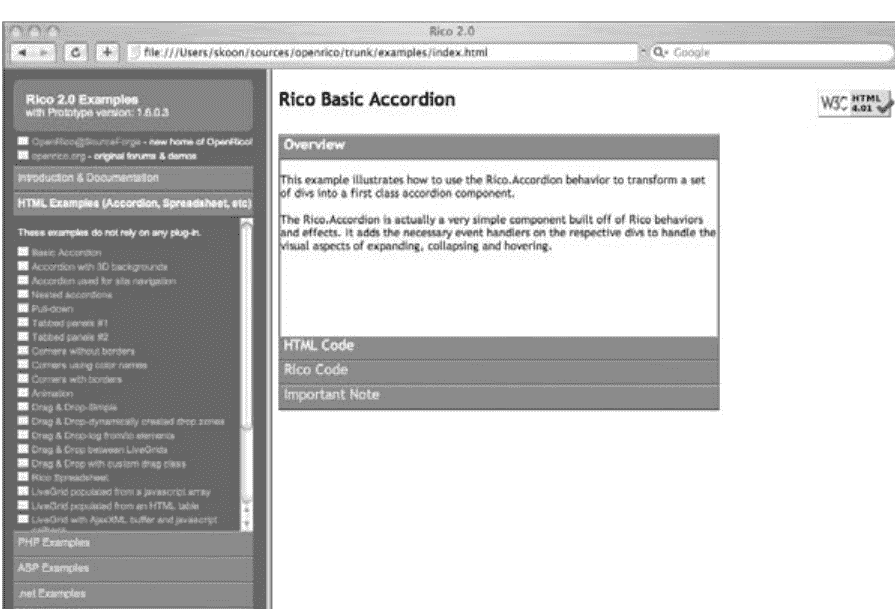 Rico 2.0
file:///Users/skoon/sources/openrico/trunk/examples/index.html
Google
Rico 2.0 Examples
with Prototype version: 1.6.0.3
OpenRico@SourceForge - new home of OpenRico!
openrico.org - original forums & demos
Introduction & Documentation
HTML Examples (Accordion, Spreadsheet, etc)
These examples do not rely on any plug-in.
Basic Accordion
Accordion with 3D backgrounds
Accordion used for site navigation
Nested accordions
Pull-down
Tabbed panels #1
Tabbed panels #2
Corners without borders
Corners using color names
Corners with borders
Animation
Drag & Drop-Simple
Drag & Drop-dynamically created drop zones
Drag & Drop-log from/to elements
Drag & Drop between LiveGrids
Drag & Drop with custom drag class
Rico Spreadsheet
LiveGrid populated from a javascript array
LiveGrid populated from an HTML table
LiveGrid with AjaxXML buffer and javascript
PHP Examples
ASP Examples
.net Examples
Rico Basic Accordion
W3C HTML 4.01
Overview
This example illustrates how to use the Rico.Accordion behavior to transform a set
of divs into a first class accordion component.
The Rico.Accordion is actually a very simple component built off of Rico behaviors
and effects. It adds the necessary event handlers on the respective divs to handle the
visual aspects of expanding, collapsing and hovering.
HTML Code
Rico Code
Important Note